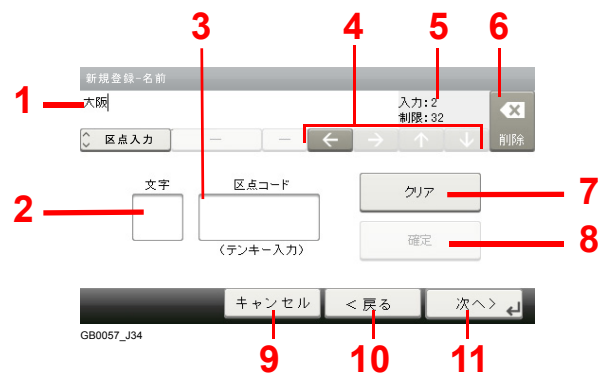 3 4 5 6
新規登録-名前
1 大阪 入力:2
制限:32
区点入力 － － ← → ↑ ↓ 削除
文字 区点コード クリア 7
2
確定 8
(テンキー入力)
キャンセル <戻る 次へ>
GB0057_J34
9 10 11